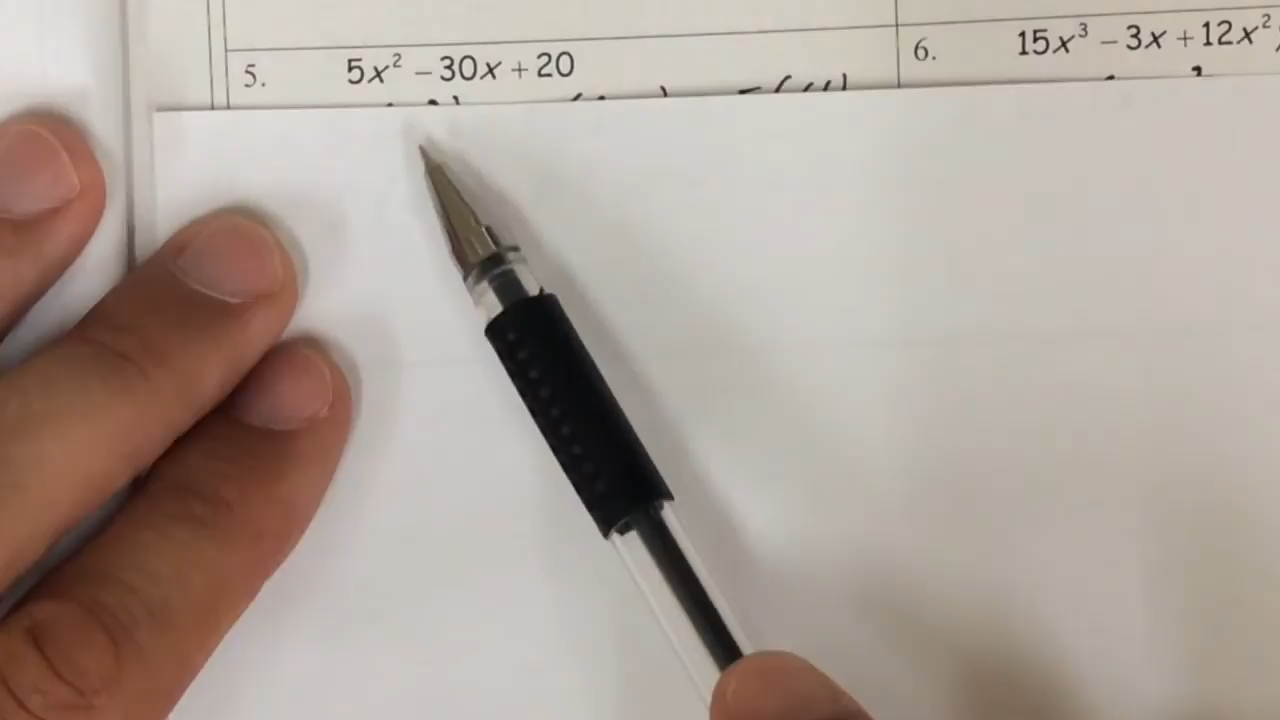 5. 5x² – 30x + 20
6. 15x³ – 3x + 12x²